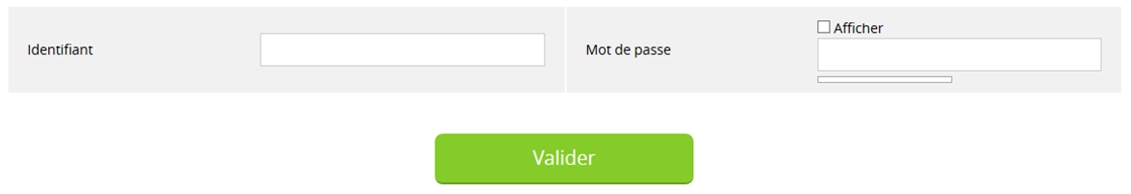 Afficher
Identifiant
Mot de passe
Valider